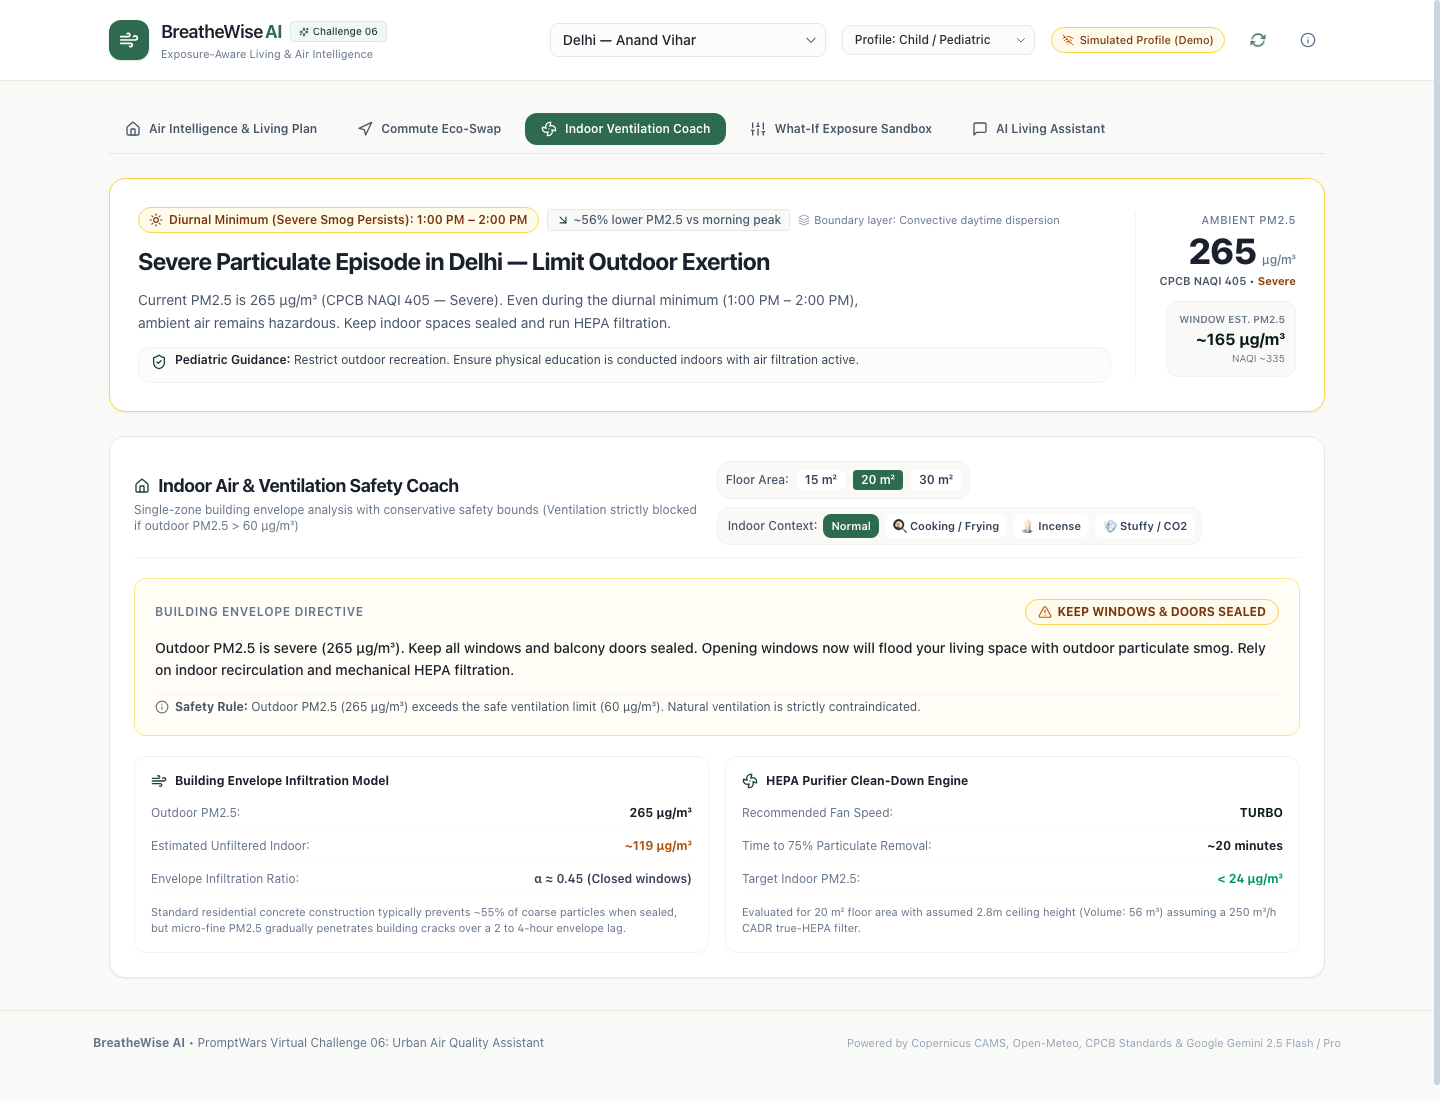 BreatheWise AI
Challenge 06
Exposure-Aware Living & Air Intelligence
Delhi — Anand Vihar
Profile: Child / Pediatric
Simulated Profile (Demo)
Air Intelligence & Living Plan
Commute Eco-Swap
Indoor Ventilation Coach
What-If Exposure Sandbox
AI Living Assistant
Diurnal Minimum (Severe Smog Persists): 1:00 PM – 2:00 PM
~56% lower PM2.5 vs morning peak
Boundary layer: Convective daytime dispersion
Severe Particulate Episode in Delhi — Limit Outdoor Exertion
Current PM2.5 is 265 µg/m³ (CPCB NAQI 405 — Severe). Even during the diurnal minimum (1:00 PM – 2:00 PM),
ambient air remains hazardous. Keep indoor spaces sealed and run HEPA filtration.
Pediatric Guidance: Restrict outdoor recreation. Ensure physical education is conducted indoors with air filtration active.
AMBIENT PM2.5
265 µg/m³
CPCB NAQI 405 • Severe
WINDOW EST. PM2.5
~165 µg/m³
NAQI ~335
Indoor Air & Ventilation Safety Coach
Single-zone building envelope analysis with conservative safety bounds (Ventilation strictly blocked
if outdoor PM2.5 > 60 µg/m³)
Floor Area: 15 m² 20 m² 30 m²
Indoor Context: Normal Cooking / Frying Incense Stuffy / CO2
BUILDING ENVELOPE DIRECTIVE
KEEP WINDOWS & DOORS SEALED
Outdoor PM2.5 is severe (265 µg/m³). Keep all windows and balcony doors sealed. Opening windows now will flood your living space with outdoor particulate smog. Rely
on indoor recirculation and mechanical HEPA filtration.
Safety Rule: Outdoor PM2.5 (265 µg/m³) exceeds the safe ventilation limit (60 µg/m³). Natural ventilation is strictly contraindicated.
Building Envelope Infiltration Model
Outdoor PM2.5: 265 µg/m³
Estimated Unfiltered Indoor: ~119 µg/m³
Envelope Infiltration Ratio: α ≈ 0.45 (Closed windows)
Standard residential concrete construction typically prevents ~55% of coarse particles when sealed,
but micro-fine PM2.5 gradually penetrates building cracks over a 2 to 4-hour envelope lag.
HEPA Purifier Clean-Down Engine
Recommended Fan Speed: TURBO
Time to 75% Particulate Removal: ~20 minutes
Target Indoor PM2.5: < 24 µg/m³
Evaluated for 20 m² floor area with assumed 2.8m ceiling height (Volume: 56 m³) assuming a 250 m³/h
CADR true-HEPA filter.
BreatheWise AI • PromptWars Virtual Challenge 06: Urban Air Quality Assistant
Powered by Copernicus CAMS, Open-Meteo, CPCB Standards & Google Gemini 2.5 Flash / Pro